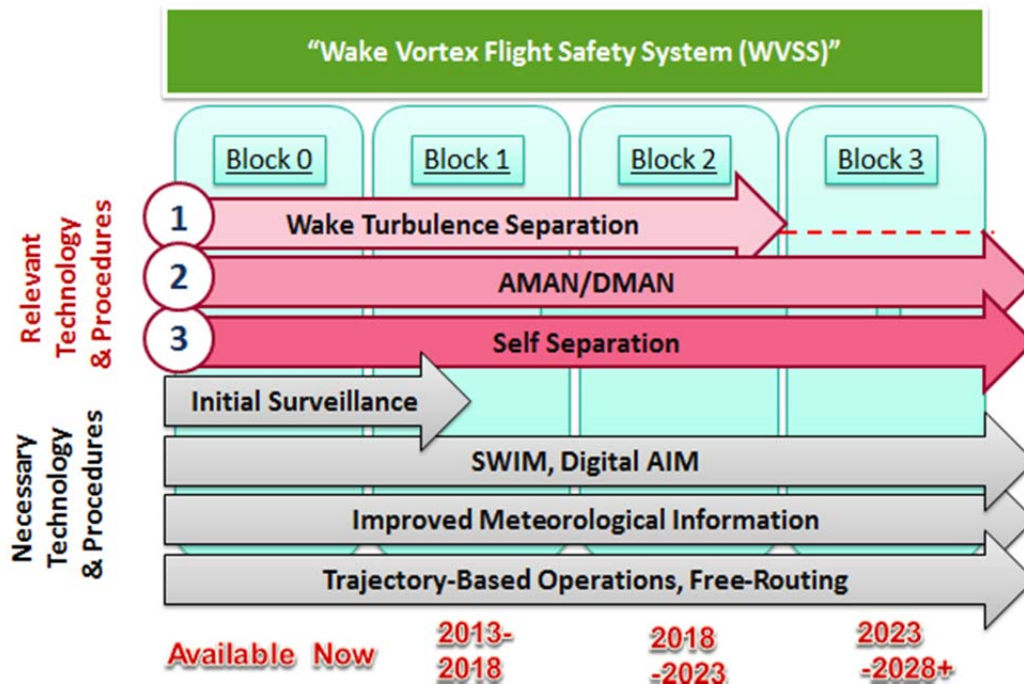 “Wake Vortex Flight Safety System (WVSS)”
Block 0
Block 1
Block 2
Block 3
Relevant
Technology
& Procedures
1
Wake Turbulence Separation
2
AMAN/DMAN
3
Self Separation
Necessary
Technology
& Procedures
Initial Surveillance
SWIM, Digital AIM
Improved Meteorological Information
Trajectory-Based Operations, Free-Routing
Available Now
2013-
2018
2018
-2023
2023
-2028+